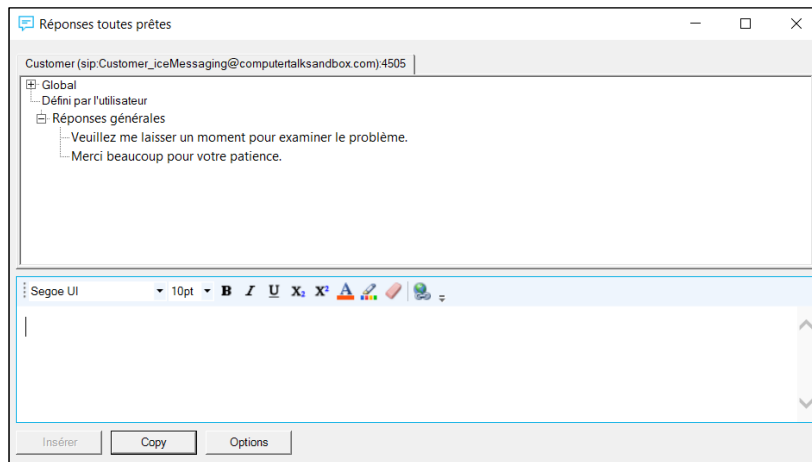 Réponses toutes prêtes
Customer (sip:Customer_iceMessaging@computertalksandbox.com):4505
Global
Défini par l'utilisateur
Réponses générales
Veuillez me laisser un moment pour examiner le problème.
Merci beaucoup pour votre patience.
Segoe UI 10pt B I U X₂ X² A
Insérer Copy Options